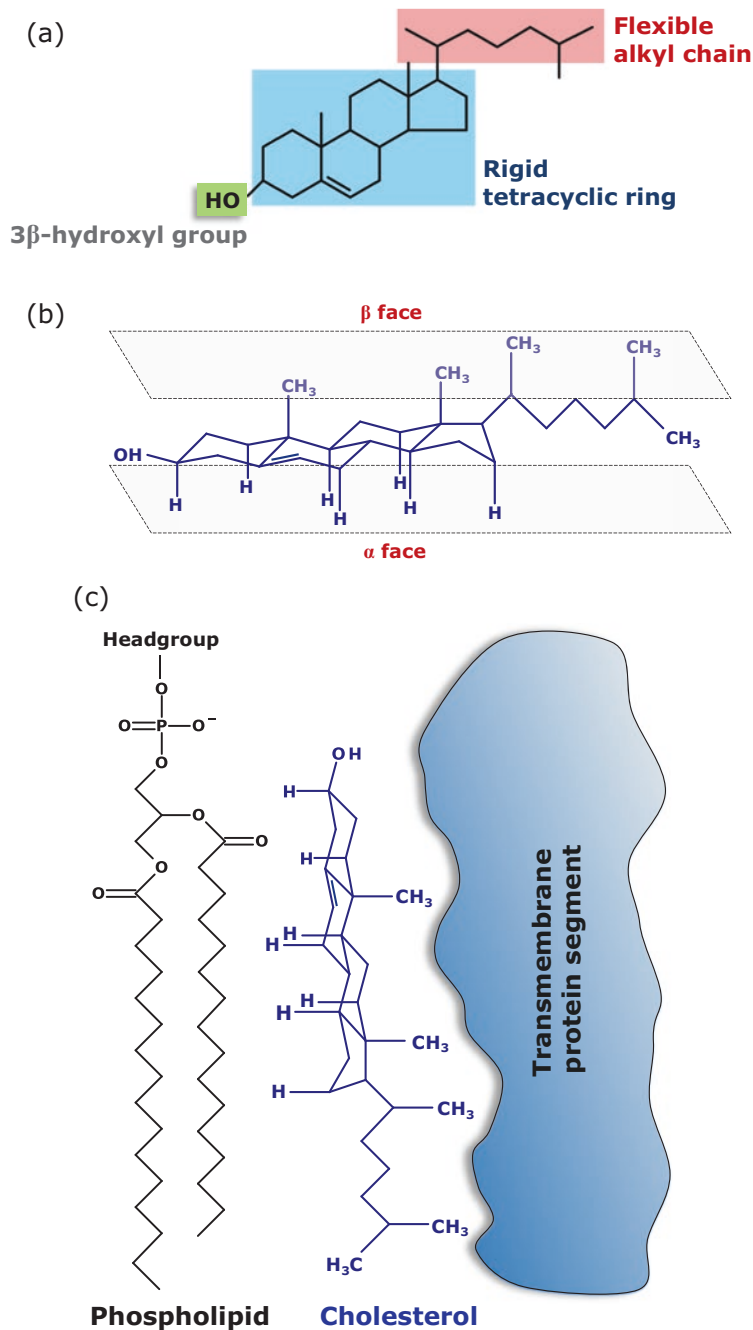 (a)
Flexible
alkyl chain
Rigid
tetracyclic ring
HO
3β-hydroxyl group
(b)
β face
CH₃
CH₃
CH₃
CH₃
CH₃
OH
H
H
H
H
H
H
H
α face
(c)
Headgroup
O
O
P
O⁻
O
O
O
O
O
OH
H
H
CH₃
H
H
H
H
CH₃
H
CH₃
CH₃
H₃C
Transmembrane
protein segment
Phospholipid
Cholesterol